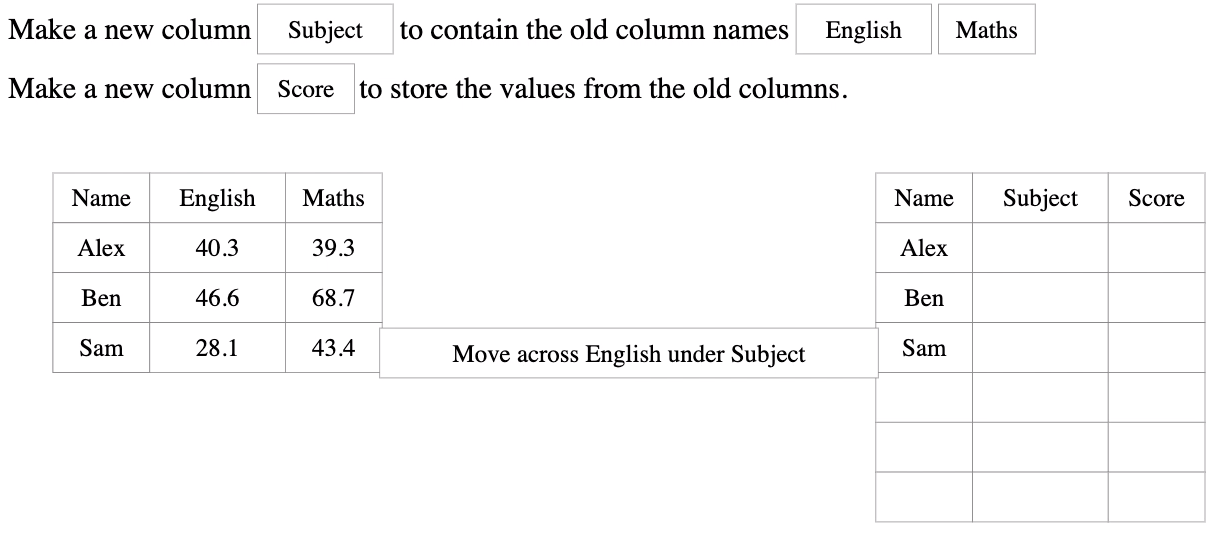 Make a new column Subject to contain the old column names English Maths
Make a new column Score to store the values from the old columns.
Name English Maths
Alex 40.3 39.3
Ben 46.6 68.7
Sam 28.1 43.4
Move across English under Subject
Name Subject Score
Alex
Ben
Sam